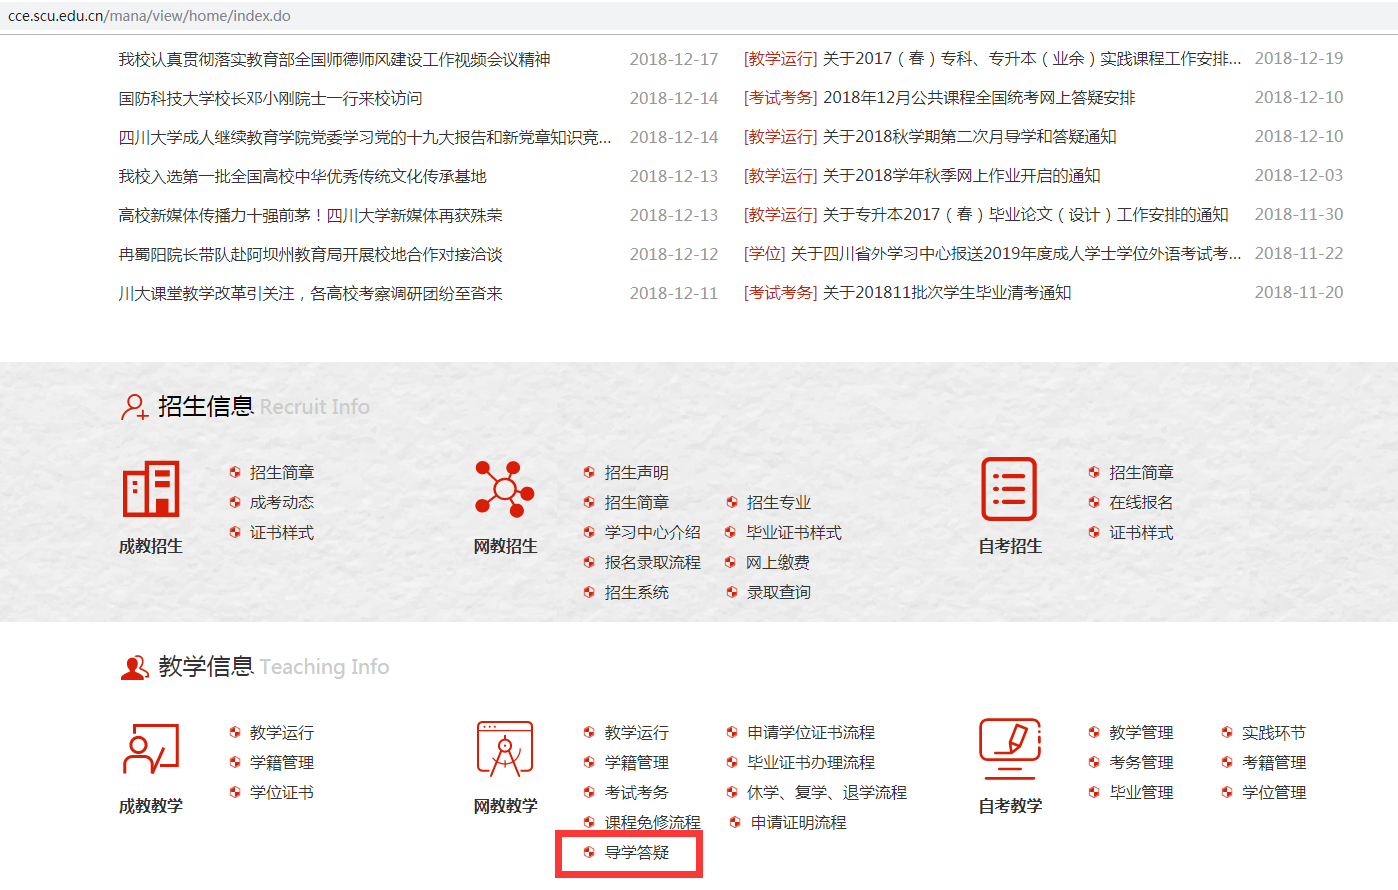 cce.scu.edu.cn/mana/view/home/index.do
我校认真贯彻落实教育部全国师德师风建设工作视频会议精神 2018-12-17
国防科技大学校长邓小刚院士一行来校访问 2018-12-14
四川大学成人继续教育学院党委学习党的十九大报告和新党章知识竞... 2018-12-14
我校入选第一批全国高校中华优秀传统文化传承基地 2018-12-13
高校新媒体传播力十强前茅！四川大学新媒体再获殊荣 2018-12-13
冉蜀阳院长带队赴阿坝州教育局开展校地合作对接洽谈 2018-12-12
川大课堂教学改革引关注，各高校考察调研团纷至沓来 2018-12-11
[教学运行] 关于2017（春）专科、专升本（业余）实践课程工作安排... 2018-12-19
[考试考务] 2018年12月公共课程全国统考网上答疑安排 2018-12-10
[教学运行] 关于2018秋学期第二次月导学和答疑通知 2018-12-10
[教学运行] 关于2018学年秋季网上作业开启的通知 2018-12-03
[教学运行] 关于专升本2017（春）毕业论文（设计）工作安排的通知 2018-11-30
[学位] 关于四川省外学习中心报送2019年度成人学士学位外语考试考... 2018-11-22
[考试考务] 关于201811批次学生毕业清考通知 2018-11-20
招生信息 Recruit Info
成教招生
招生简章
成考动态
证书样式
网教招生
招生声明
招生简章 招生专业
学习中心介绍 毕业证书样式
报名录取流程 网上缴费
招生系统 录取查询
自考招生
招生简章
在线报名
证书样式
教学信息 Teaching Info
成教教学
教学运行
学籍管理
学位证书
网教教学
教学运行 申请学位证书流程
学籍管理 毕业证书办理流程
考试考务 休学、复学、退学流程
课程免修流程 申请证明流程
导学答疑
自考教学
教学管理 实践环节
考务管理 考籍管理
毕业管理 学位管理